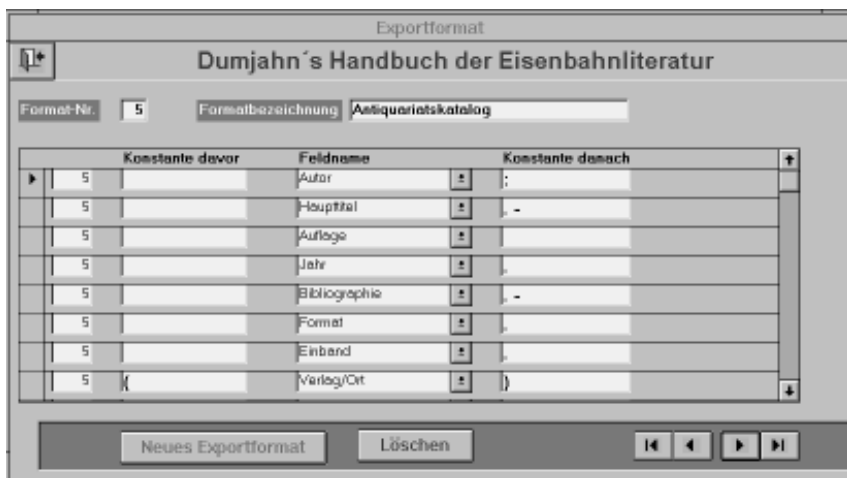 Exportformat
Dumjahn´s Handbuch der Eisenbahnliteratur
Format-Nr. 5 Formatbezeichnung Antiquariatskatalog
Konstante davor Feldname Konstante danach
5 Autor :
5 Hauptitel . -
5 Auflage
5 Jahr .
5 Bibliographie . -
5 Format .
5 Einband .
5 ( Verlag/Ort )
Neues Exportformat Löschen